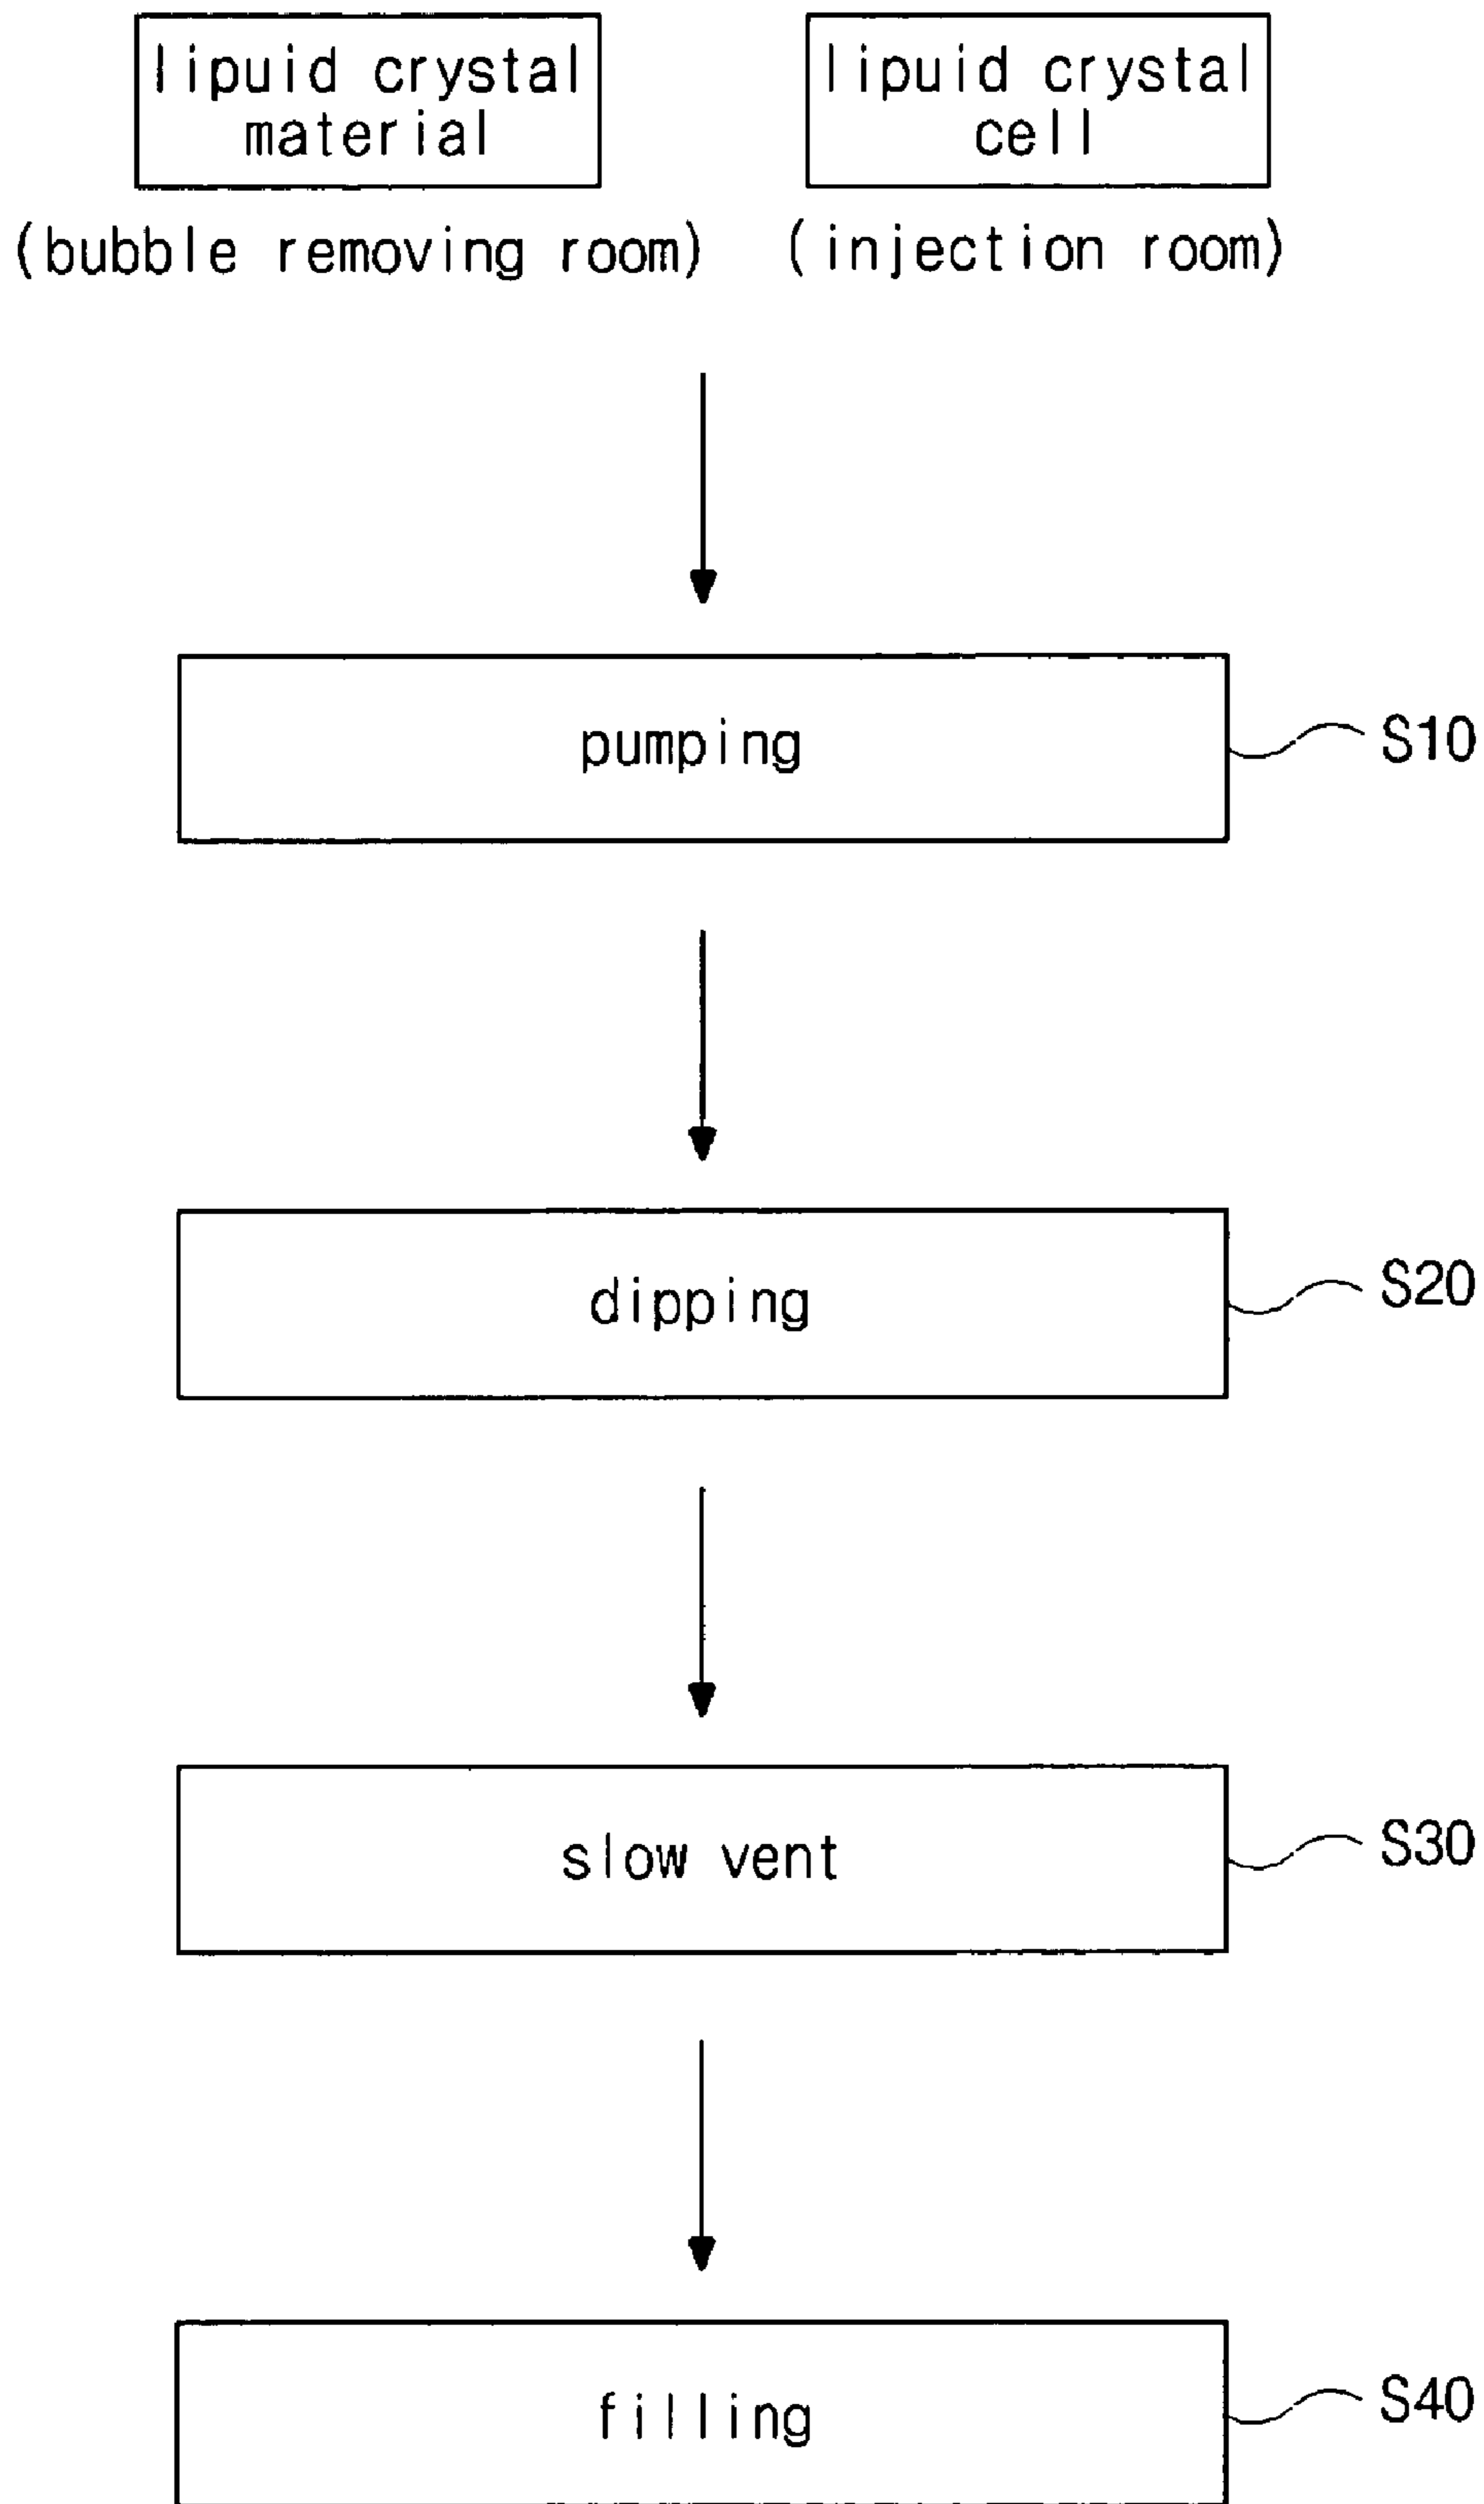 lipuid crystal
material
lipuid crystal
cell
(bubble removing room)
(injection room)
pumping
S10
dipping
S20
slow vent
S30
filling
S40